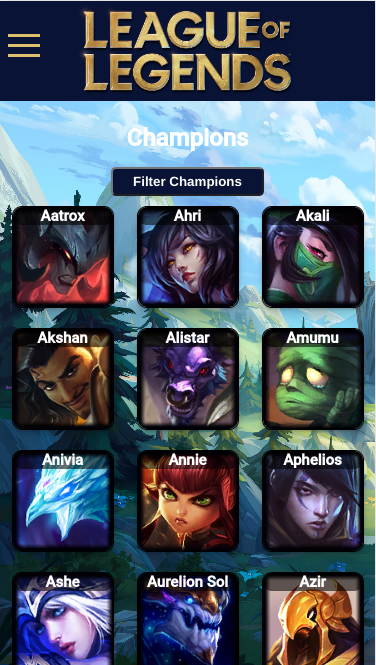 LEAGUE OF
LEGENDS
Champions
Filter Champions
Aatrox
Ahri
Akali
Akshan
Alistar
Amumu
Anivia
Annie
Aphelios
Ashe
Aurelion Sol
Azir